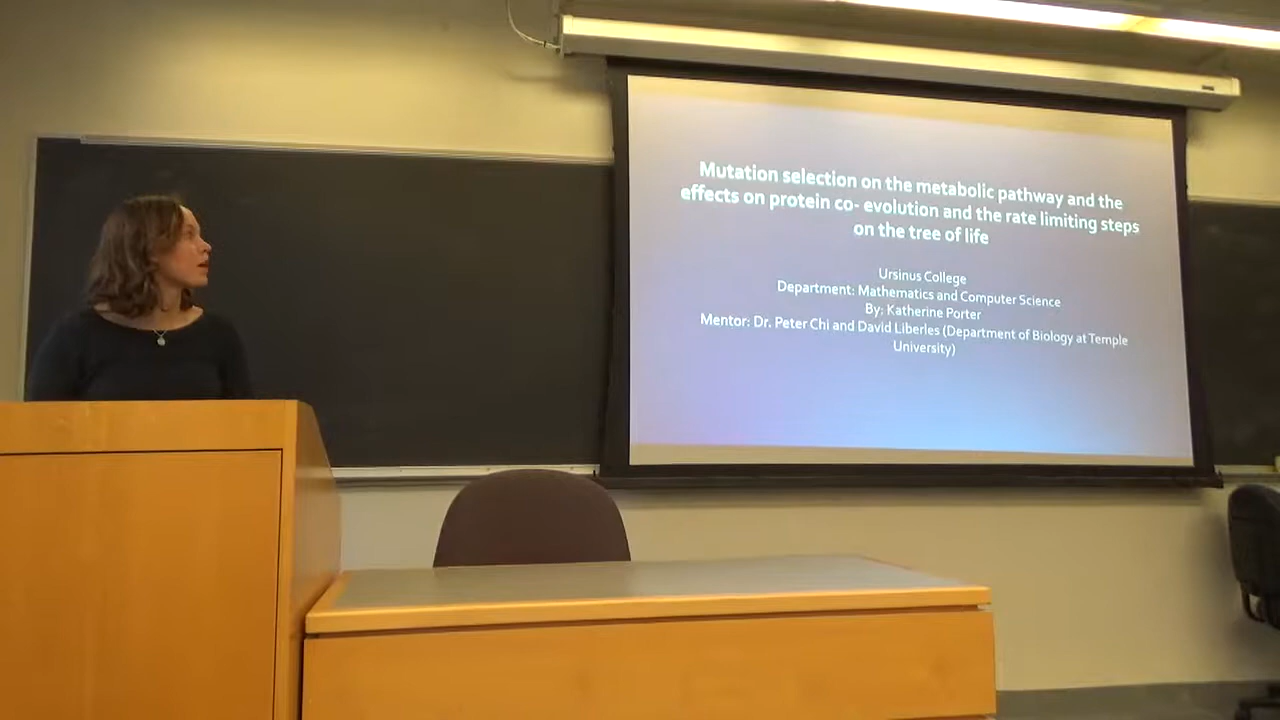 Mutation selection on the metabolic pathway and the
effects on protein co- evolution and the rate limiting steps
on the tree of life
Ursinus College
Department: Mathematics and Computer Science
By: Katherine Porter
Mentor: Dr. Peter Chi and David Liberles (Department of Biology at Temple
University)